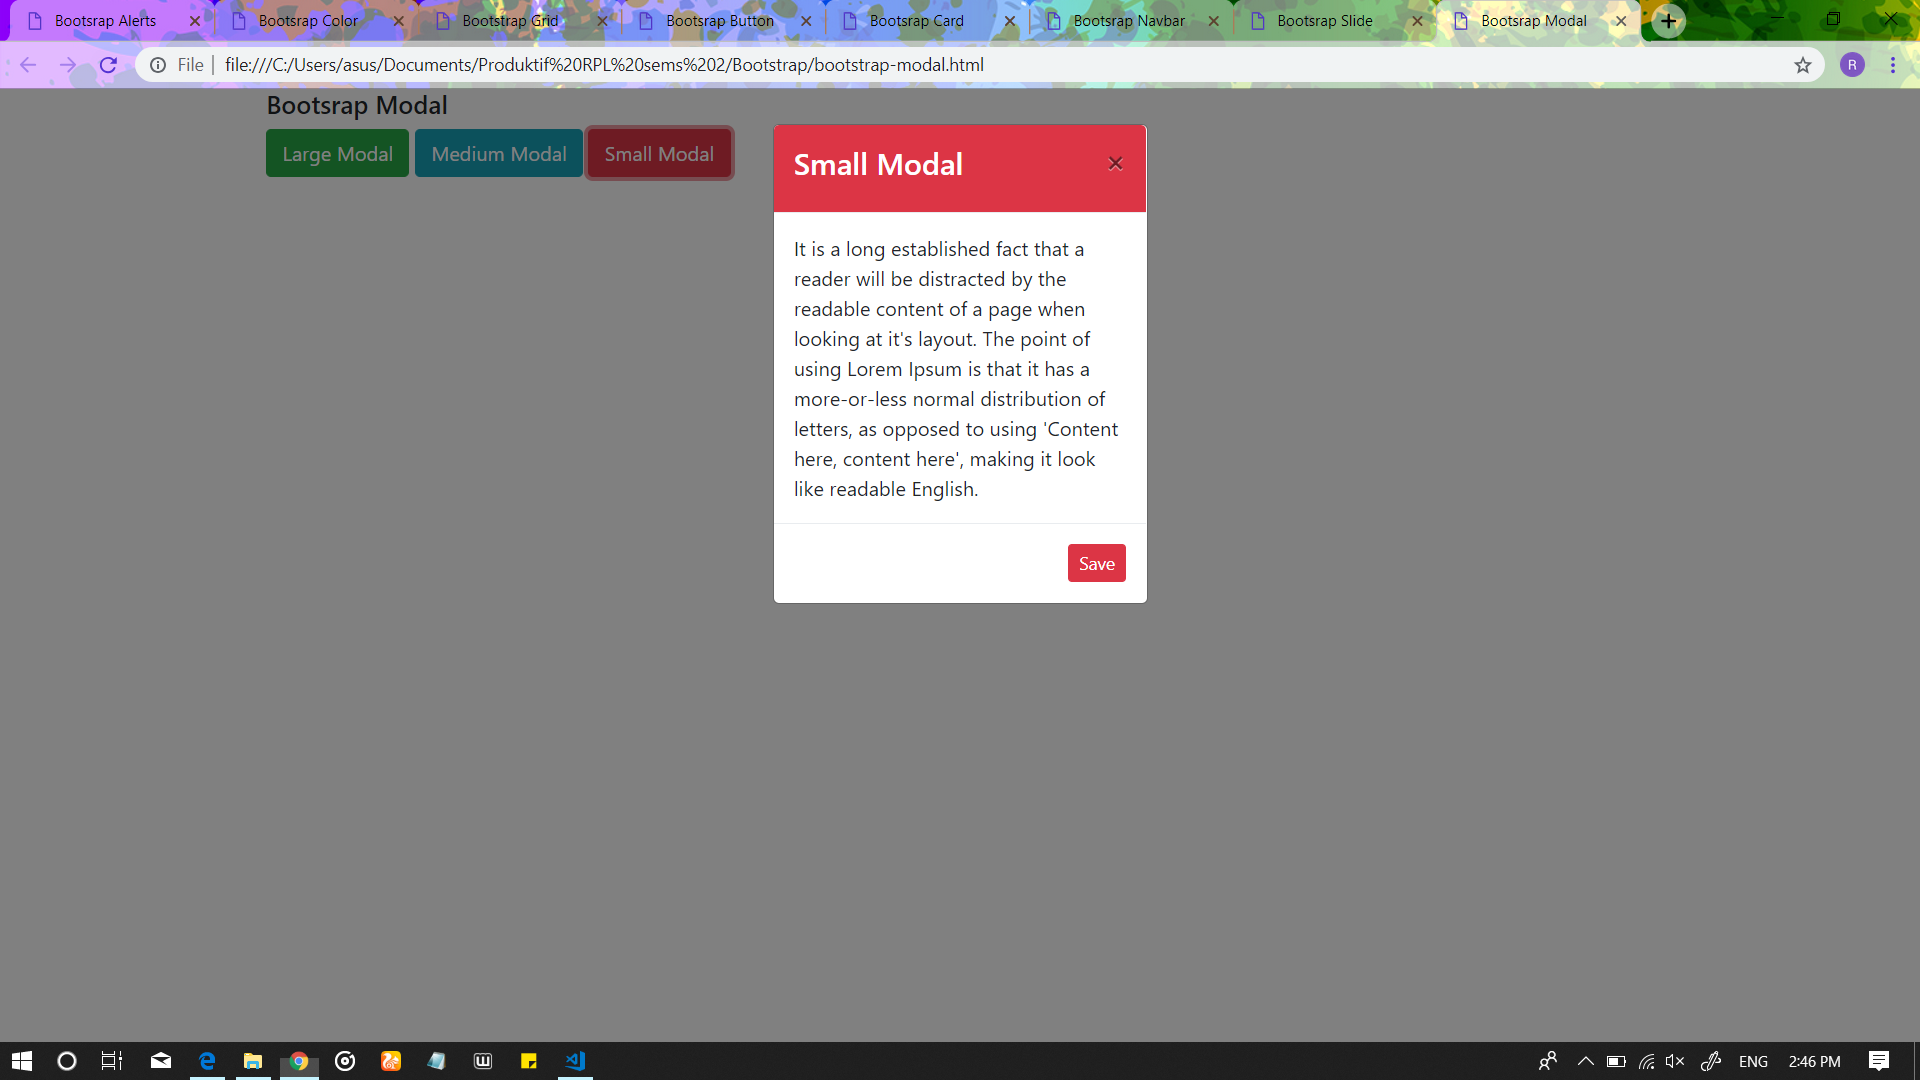 Bootsrap Alerts
Bootsrap Color
Bootstrap Grid
Bootsrap Button
Bootsrap Card
Bootsrap Navbar
Bootsrap Slide
Bootsrap Modal
File | file:///C:/Users/asus/Documents/Produktif%20RPL%20sems%202/Bootstrap/bootstrap-modal.html
R
Bootsrap Modal
Large Modal
Medium Modal
Small Modal
Small Modal
It is a long established fact that a
reader will be distracted by the
readable content of a page when
looking at it's layout. The point of
using Lorem Ipsum is that it has a
more-or-less normal distribution of
letters, as opposed to using 'Content
here, content here', making it look
like readable English.
Save
ENG
2:46 PM